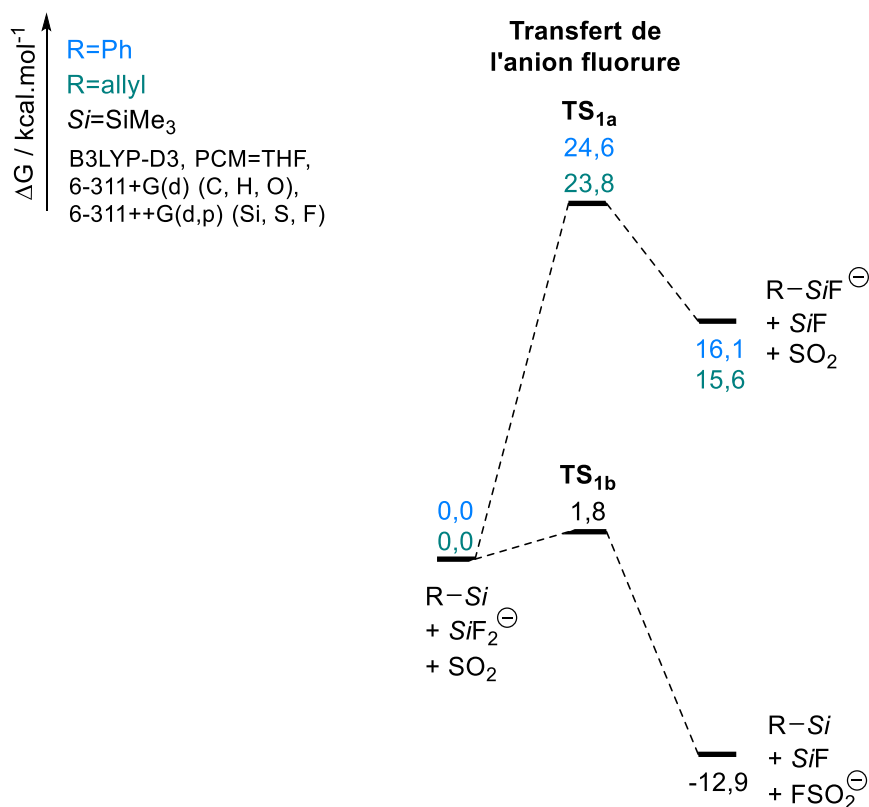 ΔG / kcal.mol⁻¹
R=Ph
R=allyl
Si=SiMe₃
B3LYP-D3, PCM=THF,
6-311+G(d) (C, H, O),
6-311++G(d,p) (Si, S, F)
Transfert de
l'anion fluorure
TS₁ₐ
24,6
23,8
R−SiF ⊖
+ SiF
+ SO₂
16,1
15,6
TS₁b
1,8
0,0
0,0
R−Si
+ SiF₂⊖
+ SO₂
-12,9
R−Si
+ SiF
+ FSO₂⊖